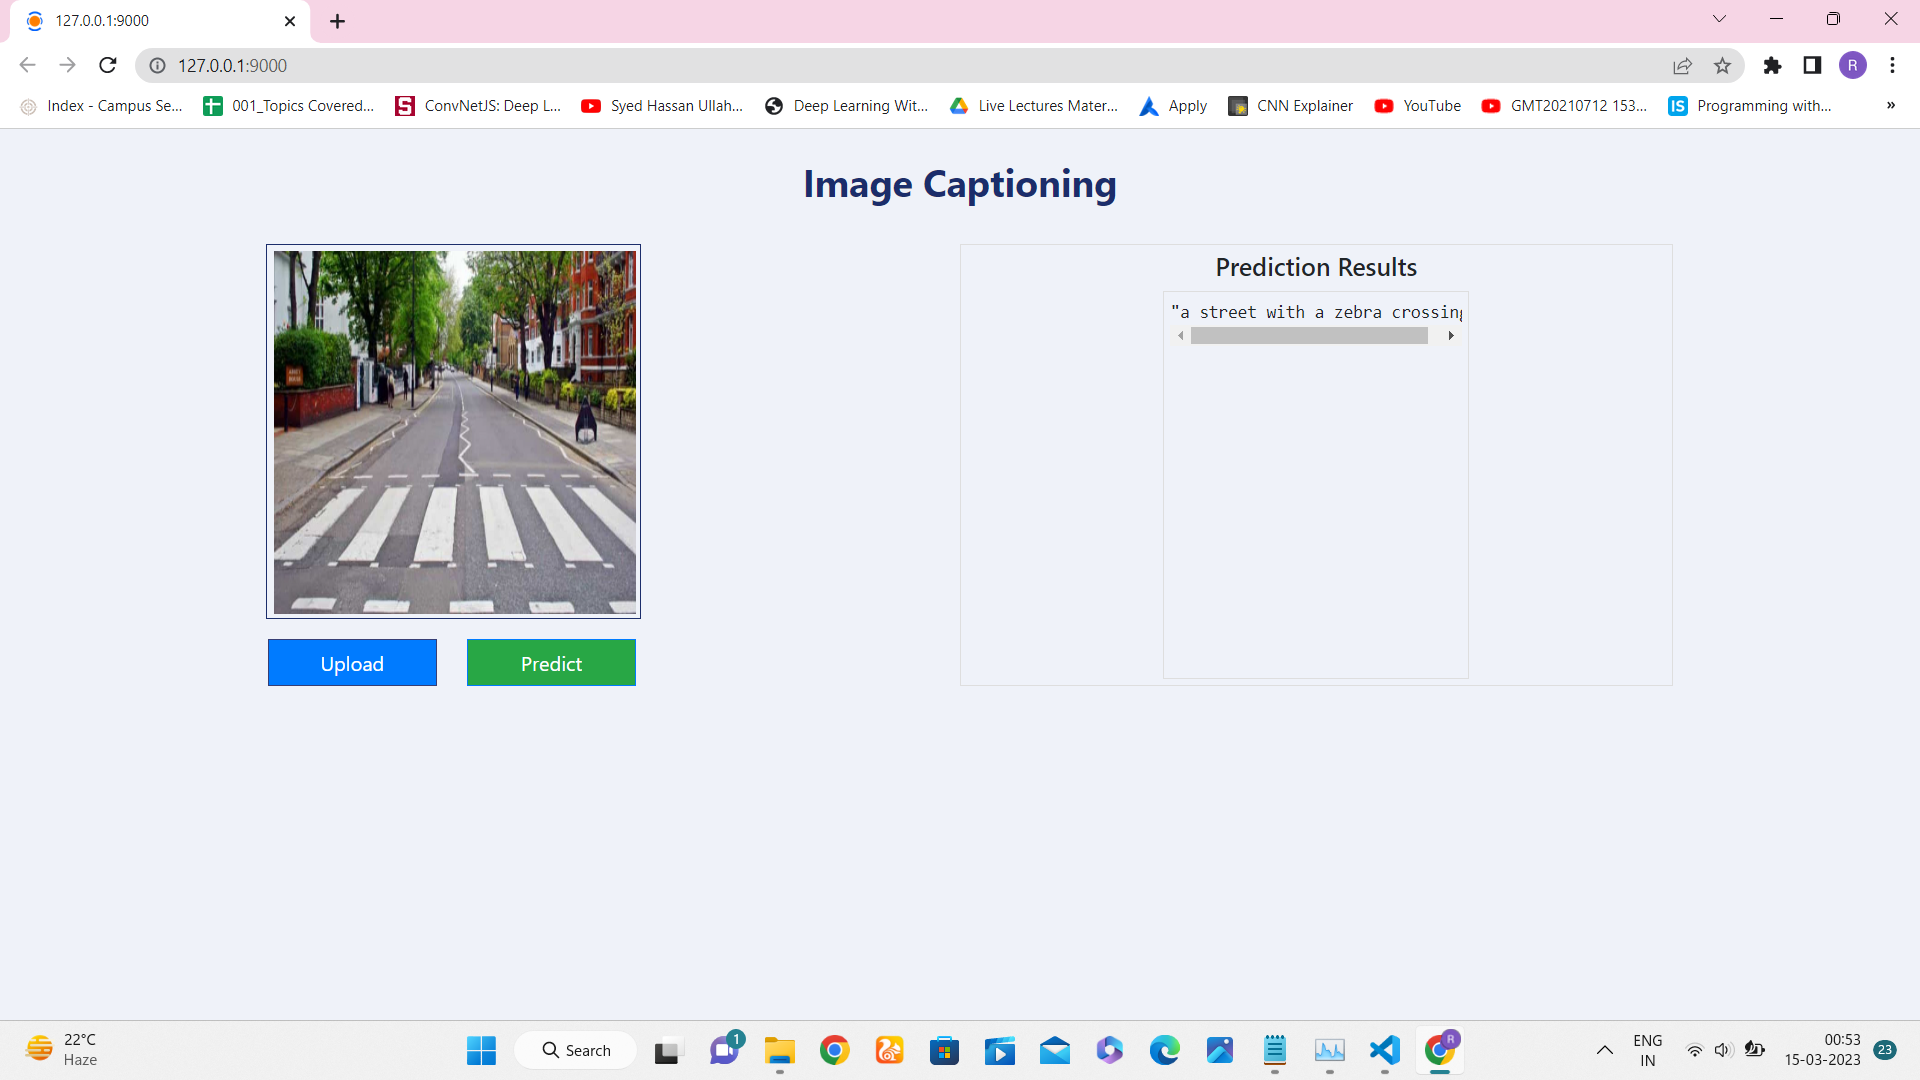 127.0.0.1:9000
127.0.0.1:9000
R
Index - Campus Se...
001_Topics Covered...
ConvNetJS: Deep L...
Syed Hassan Ullah...
Deep Learning Wit...
Live Lectures Mater...
Apply
CNN Explainer
YouTube
GMT20210712 153...
IS
Programming with...
»
Image Captioning
Prediction Results
"a street with a zebra crossing
Upload
Predict
22°C
Haze
Search
1
R
ENG
IN
00:53
15-03-2023
23